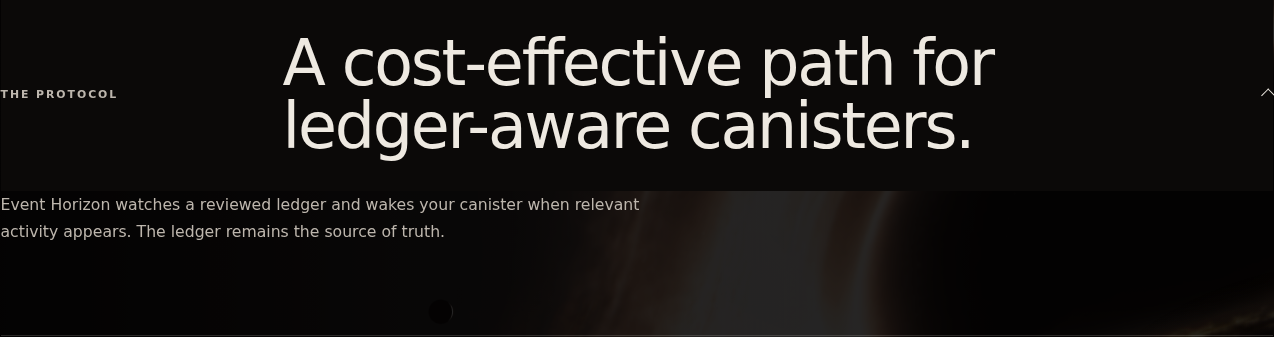 THE PROTOCOL
A cost-effective path for
ledger-aware canisters.
Event Horizon watches a reviewed ledger and wakes your canister when relevant
activity appears. The ledger remains the source of truth.